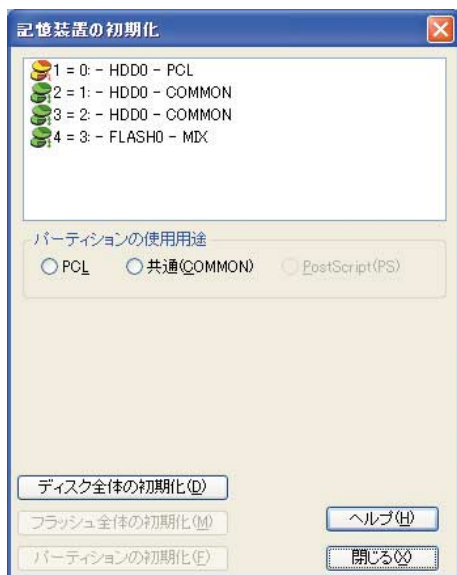 記憶装置の初期化
1 = 0: - HDD0 - PCL
2 = 1: - HDD0 - COMMON
3 = 2: - HDD0 - COMMON
4 = 3: - FLASH0 - MIX
パーティションの使用用途
PCL 共通(COMMON) PostScript(PS)
ディスク全体の初期化(D)
フラッシュ全体の初期化(M)
ヘルプ(H)
パーティションの初期化(F)
閉じる(X)